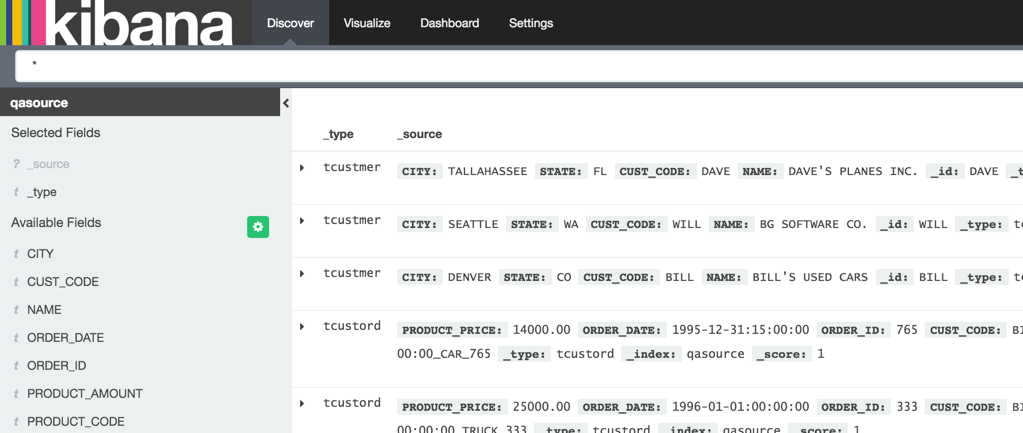 kibana Discover Visualize Dashboard Settings
*
qasource
Selected Fields
? _source
t _type
Available Fields
t CITY
t CUST_CODE
t NAME
t ORDER_DATE
t ORDER_ID
t PRODUCT_AMOUNT
t PRODUCT_CODE
_type _source
tcustmer CITY: TALLAHASSEE STATE: FL CUST_CODE: DAVE NAME: DAVE'S PLANES INC. _id: DAVE _t
tcustmer CITY: SEATTLE STATE: WA CUST_CODE: WILL NAME: BG SOFTWARE CO. _id: WILL _type: tc
tcustmer CITY: DENVER STATE: CO CUST_CODE: BILL NAME: BILL'S USED CARS _id: BILL _type: tc
tcustord PRODUCT_PRICE: 14000.00 ORDER_DATE: 1995-12-31:15:00:00 ORDER_ID: 765 CUST_CODE: BI
00:00_CAR_765 _type: tcustord _index: qasource _score: 1
tcustord PRODUCT_PRICE: 25000.00 ORDER_DATE: 1996-01-01:00:00:00 ORDER_ID: 333 CUST_CODE: BI
00:00:00_TRUCK_333 _type: tcustord _index: qasource _score: 1